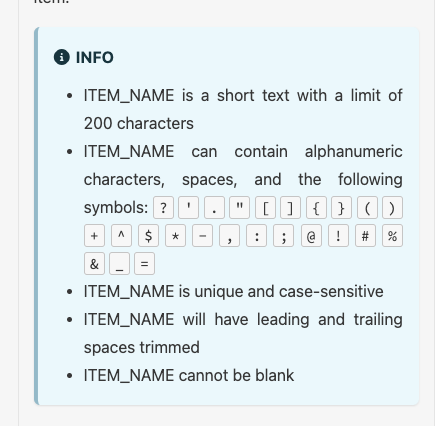 item.
INFO
• ITEM_NAME is a short text with a limit of
200 characters
• ITEM_NAME can contain alphanumeric
characters, spaces, and the following
symbols: ? ' . " [ ] { } ( )
+ ^ $ * - , : ; @ ! # %
& _ =
• ITEM_NAME is unique and case-sensitive
• ITEM_NAME will have leading and trailing
spaces trimmed
• ITEM_NAME cannot be blank